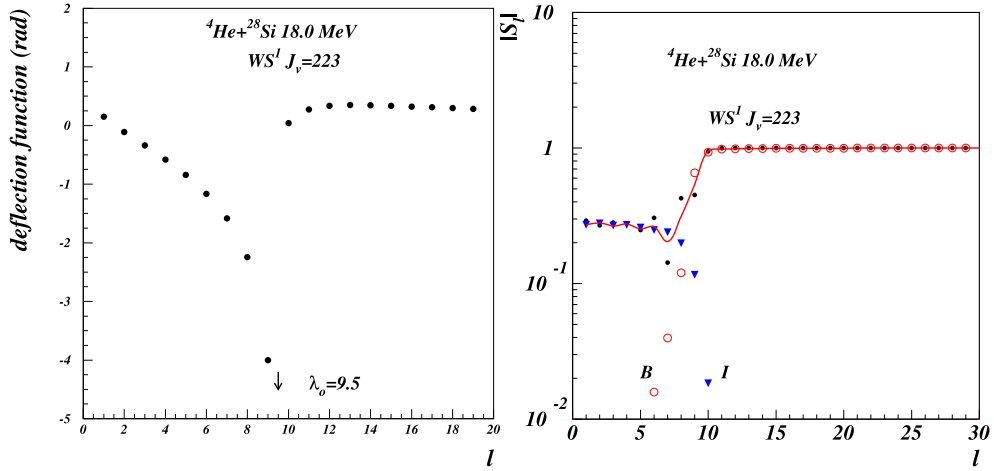 deflection function (rad)
2
1
0
-1
-2
-3
-4
-5
⁴He+²⁸Si 18.0 MeV
WS¹ Jᵥ=223
λₒ=9.5
0 2 4 6 8 10 12 14 16 18 20
l
|Sₗ|
10
1
10⁻¹
10⁻²
⁴He+²⁸Si 18.0 MeV
WS¹ Jᵥ=223
B I
0 5 10 15 20 25 30
l